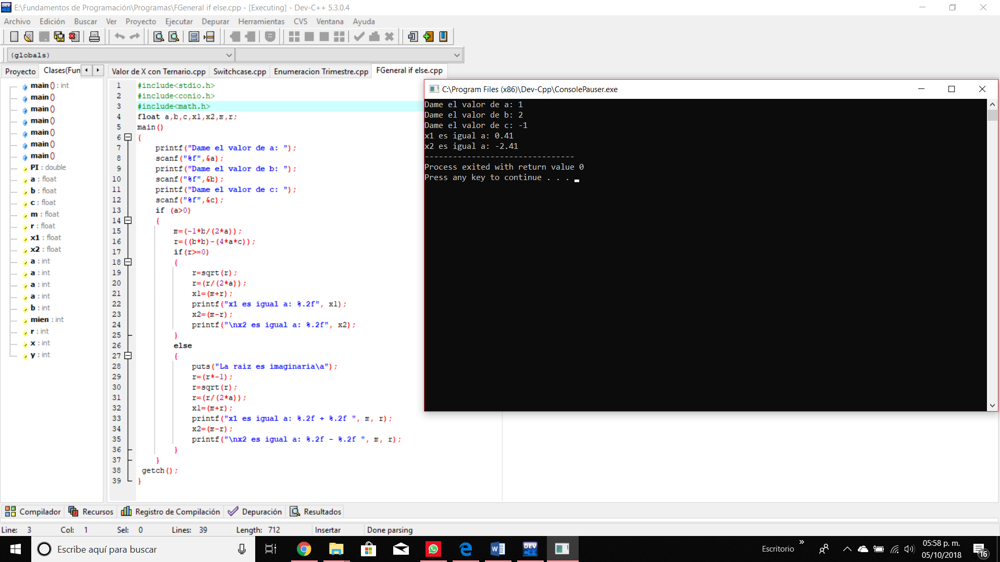 E:\Fundamentos de Programación\Programas\FGeneral if else.cpp - [Executing] - Dev-C++ 5.3.0.4
Archivo Edición Buscar Ver Proyecto Ejecutar Depurar Herramientas CVS Ventana Ayuda
(globals)
Proyecto Clases(Fun Valor de X con Ternario.cpp Switchcase.cpp Enumeracion Trimestre.cpp FGeneral if else.cpp
main() : int
main()
main()
main()
main()
main()
main()
PI : double
a : float
b : float
c : float
m : float
r : float
x1 : float
x2 : float
a : int
a : int
a : int
a : int
b : int
mien : int
r : int
x : int
y : int
1 #include<stdio.h>
2 #include<conio.h>
3 #include<math.h>
4 float a,b,c,x1,x2,m,r;
5 main()
6 {
7 printf("Dame el valor de a: ");
8 scanf("%f",&a);
9 printf("Dame el valor de b: ");
10 scanf("%f",&b);
11 printf("Dame el valor de c: ");
12 scanf("%f",&c);
13 if (a>0)
14 {
15 m=(-1*b/(2*a));
16 r=((b*b)-(4*a*c));
17 if(r>=0)
18 {
19 r=sqrt(r);
20 r=(r/(2*a));
21 x1=(m+r);
22 printf("x1 es igual a: %.2f", x1);
23 x2=(m-r);
24 printf("\nx2 es igual a: %.2f", x2);
25 }
26 else
27 {
28 puts("La raiz es imaginaria\a");
29 r=(r*-1);
30 r=sqrt(r);
31 r=(r/(2*a));
32 x1=(m+r);
33 printf("x1 es igual a: %.2f + %.2f ", m, r);
34 x2=(m-r);
35 printf("\nx2 es igual a: %.2f - %.2f ", m, r);
36 }
37 }
38 getch();
39 }
C:\Program Files (x86)\Dev-Cpp\ConsolePauser.exe
Dame el valor de a: 1
Dame el valor de b: 2
Dame el valor de c: -1
x1 es igual a: 0.41
x2 es igual a: -2.41
--------------------------------
Process exited with return value 0
Press any key to continue . . .
Compilador Recursos Registro de Compilación Depuración Resultados
Line: 3 Col: 1 Sel: 0 Lines: 39 Length: 712 Insertar Done parsing
Escribe aquí para buscar
DEV C++
Escritorio
05:58 p. m.
05/10/2018
16